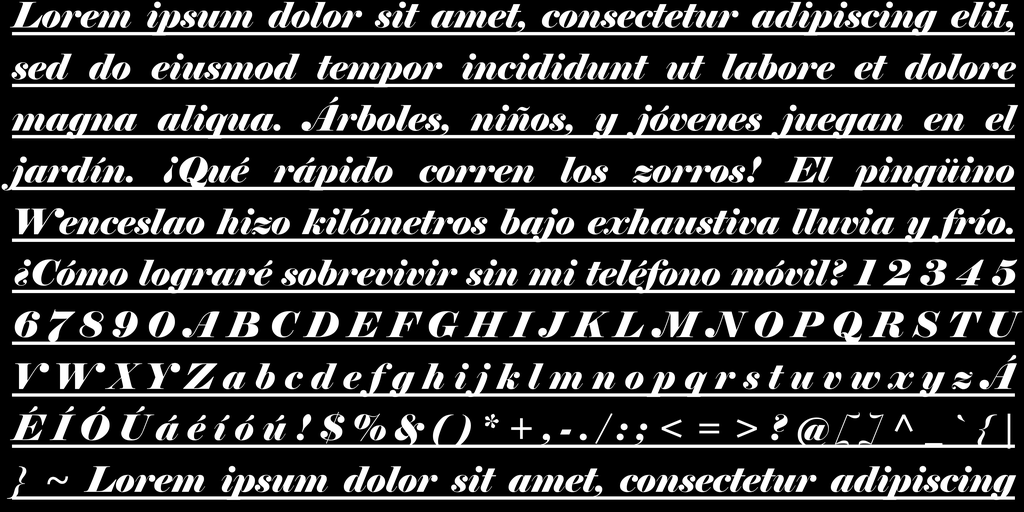 Lorem ipsum dolor sit amet, consectetur adipiscing elit,
sed do eiusmod tempor incididunt ut labore et dolore
magna aliqua. Árboles, niños, y jóvenes juegan en el
jardín. ¡Qué rápido corren los zorros! El pingüino
Wenceslao hizo kilómetros bajo exhaustiva lluvia y frío.
¿Cómo lograré sobrevivir sin mi teléfono móvil? 1 2 3 4 5
6 7 8 9 0 A B C D E F G H I J K L M N O P Q R S T U
V W X Y Z a b c d e f g h i j k l m n o p q r s t u v w x y z Á
É Í Ó Ú á é í ó ú ! $ % & ( ) * + , - . / : ; < = > ? @ [ ] ^ _ ` { |
} ~ Lorem ipsum dolor sit amet, consectetur adipiscing